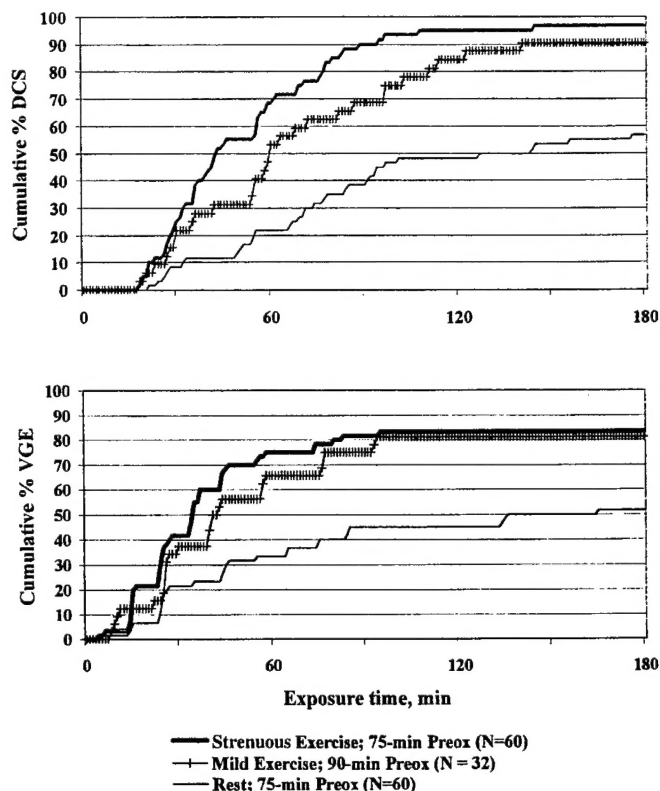 100
90
80
70
60
50
40
30
20
10
0
Cumulative % DCS
0 60 120 180
100
90
80
70
60
50
40
30
20
10
0
Cumulative % VGE
0 60 120 180
Exposure time, min
Strenuous Exercise; 75-min Preox (N=60)
Mild Exercise; 90-min Preox (N = 32)
Rest; 75-min Preox (N=60)